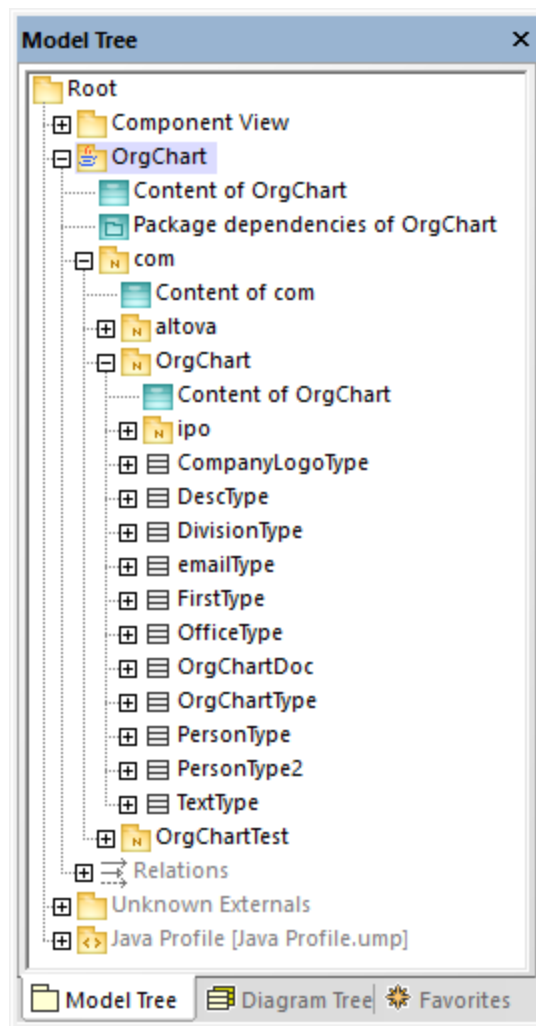 Model Tree
Root
Component View
OrgChart
Content of OrgChart
Package dependencies of OrgChart
com
Content of com
altova
OrgChart
Content of OrgChart
ipo
CompanyLogoType
DescType
DivisionType
emailType
FirstType
OfficeType
OrgChartDoc
OrgChartType
PersonType
PersonType2
TextType
OrgChartTest
Relations
Unknown Externals
Java Profile [Java Profile.ump]
Model Tree Diagram Tree Favorites